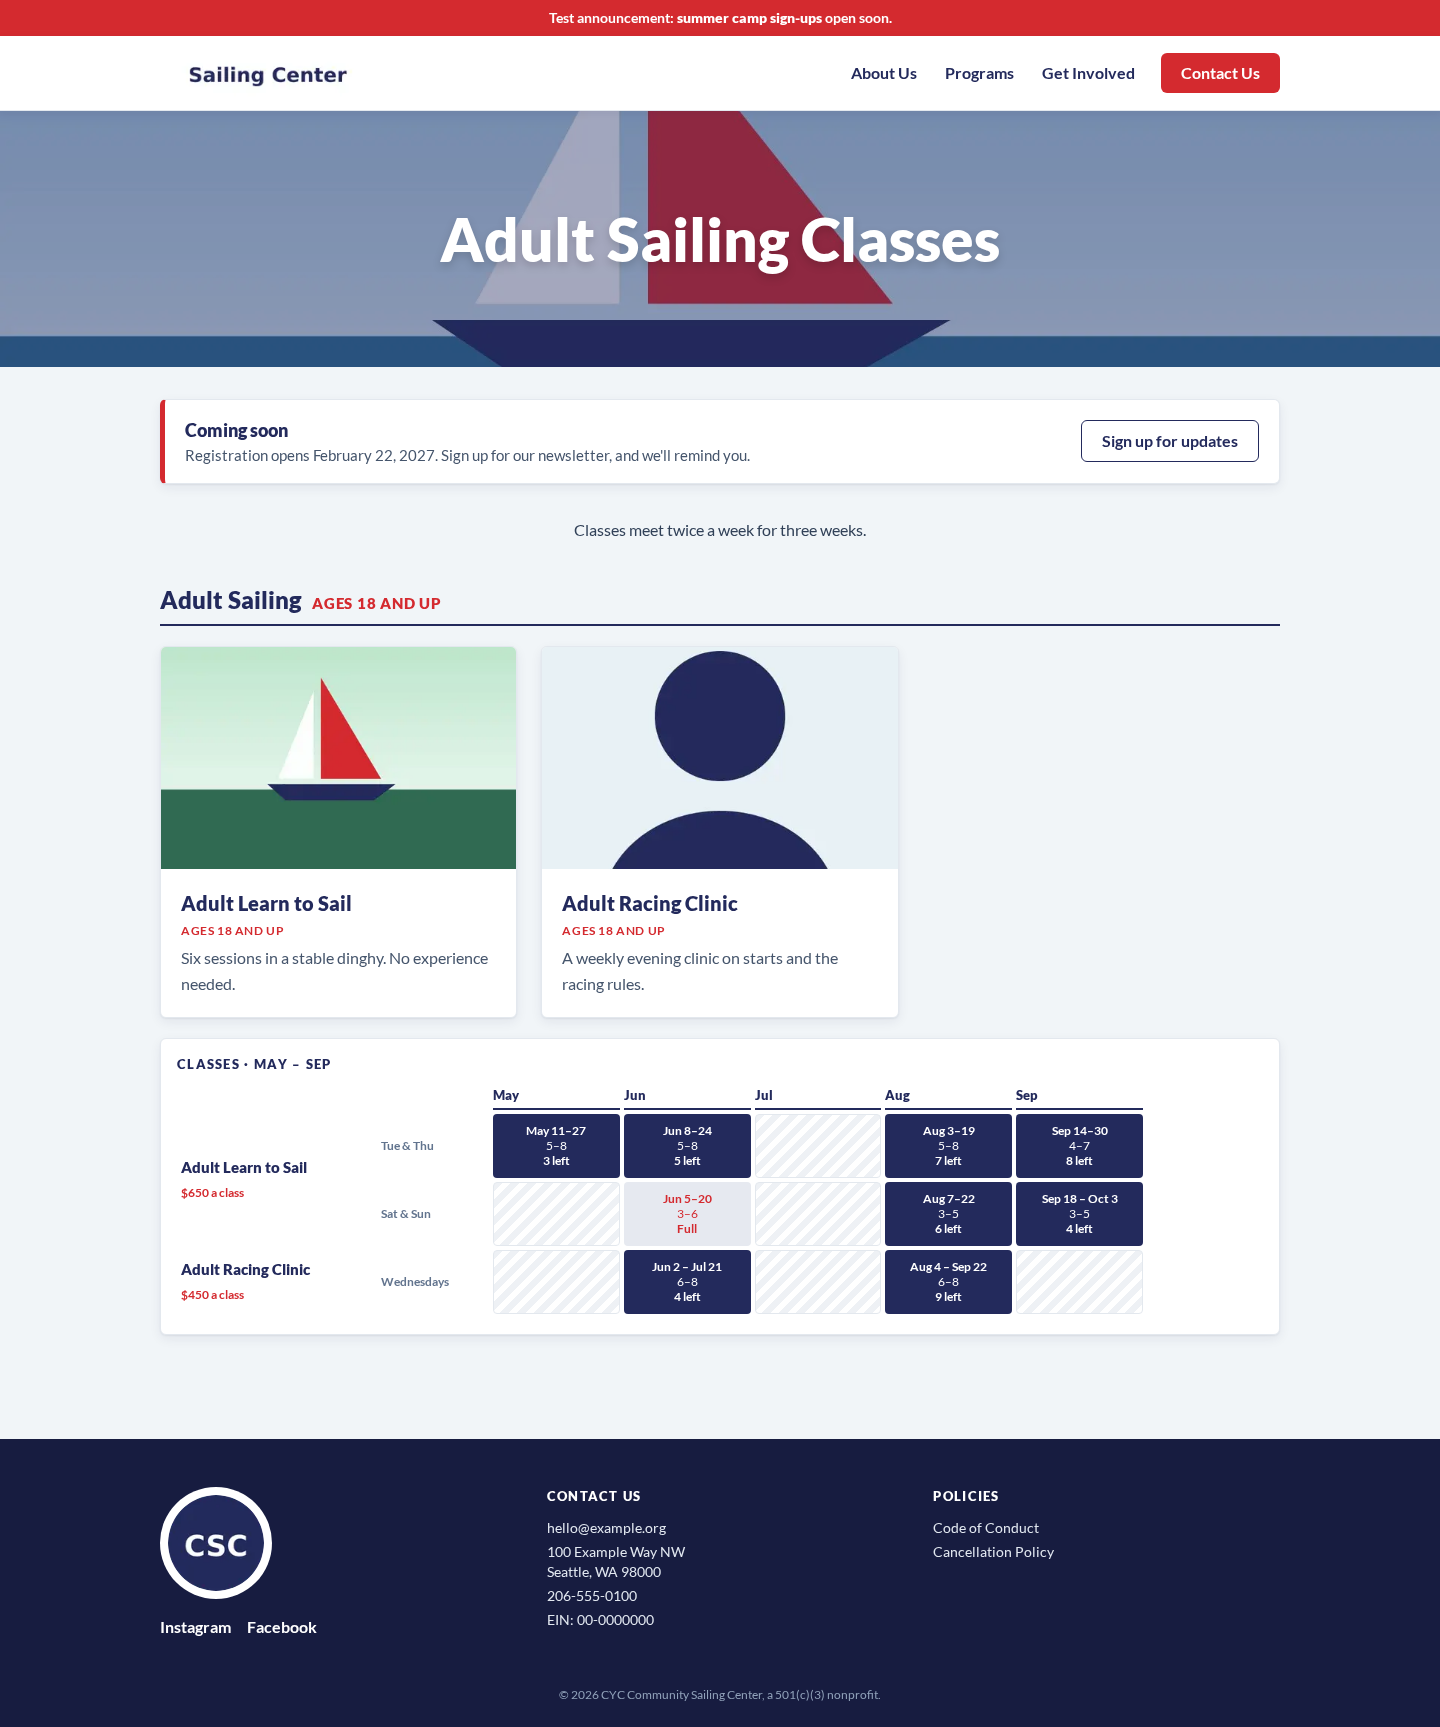 Test announcement: summer camp sign-ups open soon.
Sailing Center
About Us
Programs
Get Involved
Contact Us
Adult Sailing Classes
Coming soon
Registration opens February 22, 2027. Sign up for our newsletter, and we'll remind you.
Sign up for updates
Classes meet twice a week for three weeks.
Adult Sailing AGES 18 AND UP
Adult Learn to Sail
AGES 18 AND UP
Six sessions in a stable dinghy. No experience
needed.
Adult Racing Clinic
AGES 18 AND UP
A weekly evening clinic on starts and the
racing rules.
CLASSES · MAY – SEP
May
Jun
Jul
Aug
Sep
Adult Learn to Sail
$650 a class
Tue & Thu
May 11–27
5–8
3 left
Jun 8–24
5–8
5 left
Aug 3–19
5–8
7 left
Sep 14–30
4–7
8 left
Sat & Sun
Jun 5–20
3–6
Full
Aug 7–22
3–5
6 left
Sep 18 – Oct 3
3–5
4 left
Adult Racing Clinic
$450 a class
Wednesdays
Jun 2 – Jul 21
6–8
4 left
Aug 4 – Sep 22
6–8
9 left
CSC
Instagram
Facebook
CONTACT US
hello@example.org
100 Example Way NW
Seattle, WA 98000
206-555-0100
EIN: 00-0000000
POLICIES
Code of Conduct
Cancellation Policy
© 2026 CYC Community Sailing Center, a 501(c)(3) nonprofit.